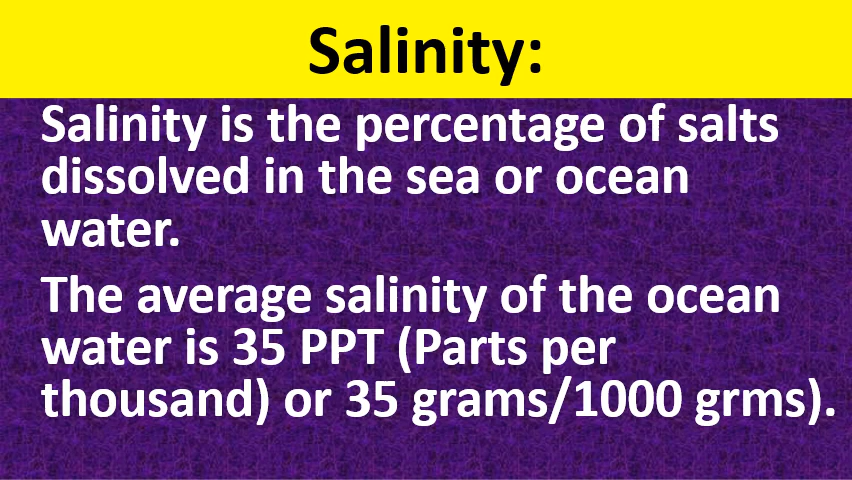 Salinity:
Salinity is the percentage of salts
dissolved in the sea or ocean
water.
The average salinity of the ocean
water is 35 PPT (Parts per
thousand) or 35 grams/1000 grms).